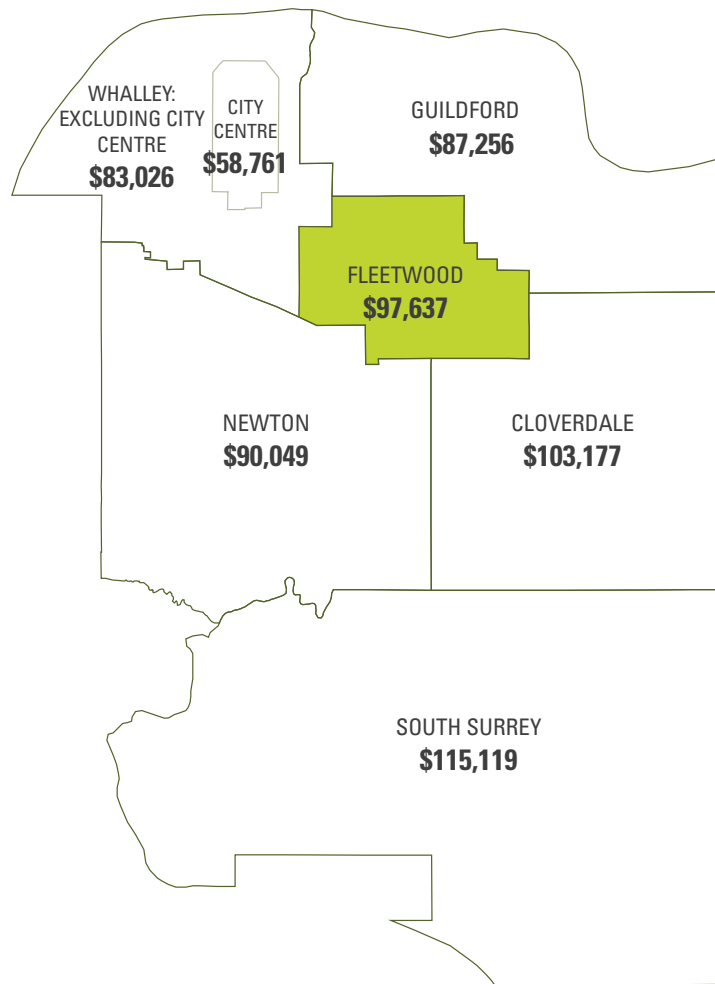 WHALLEY:
EXCLUDING CITY
CENTRE
$83,026
CITY
CENTRE
$58,761
GUILDFORD
$87,256
FLEETWOOD
$97,637
NEWTON
$90,049
CLOVERDALE
$103,177
SOUTH SURREY
$115,119